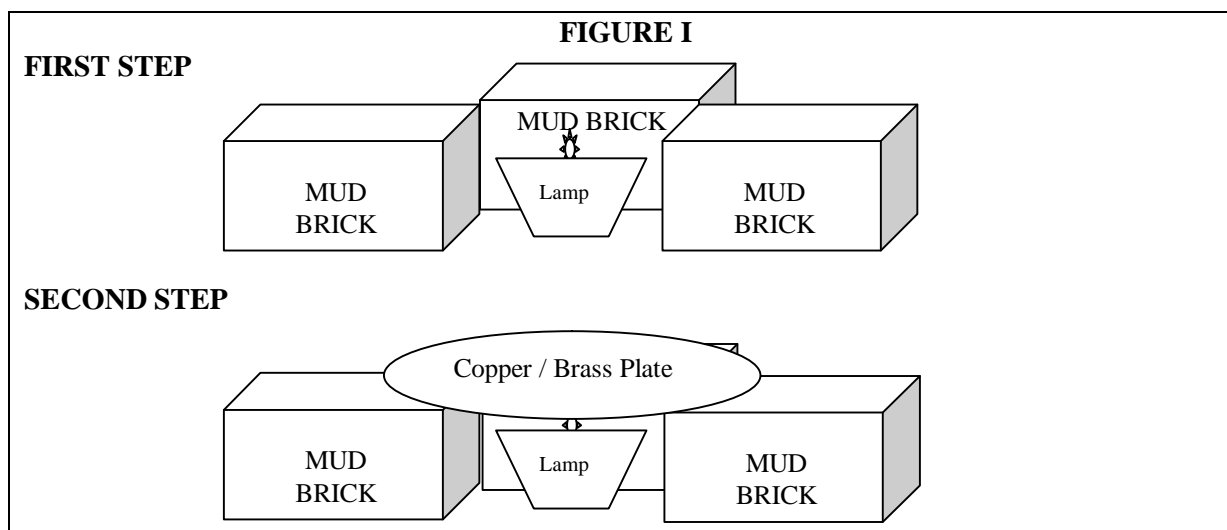 FIGURE I
FIRST STEP
MUD BRICK
MUD
BRICK
Lamp
MUD
BRICK
SECOND STEP
Copper / Brass Plate
MUD
BRICK
Lamp
MUD
BRICK